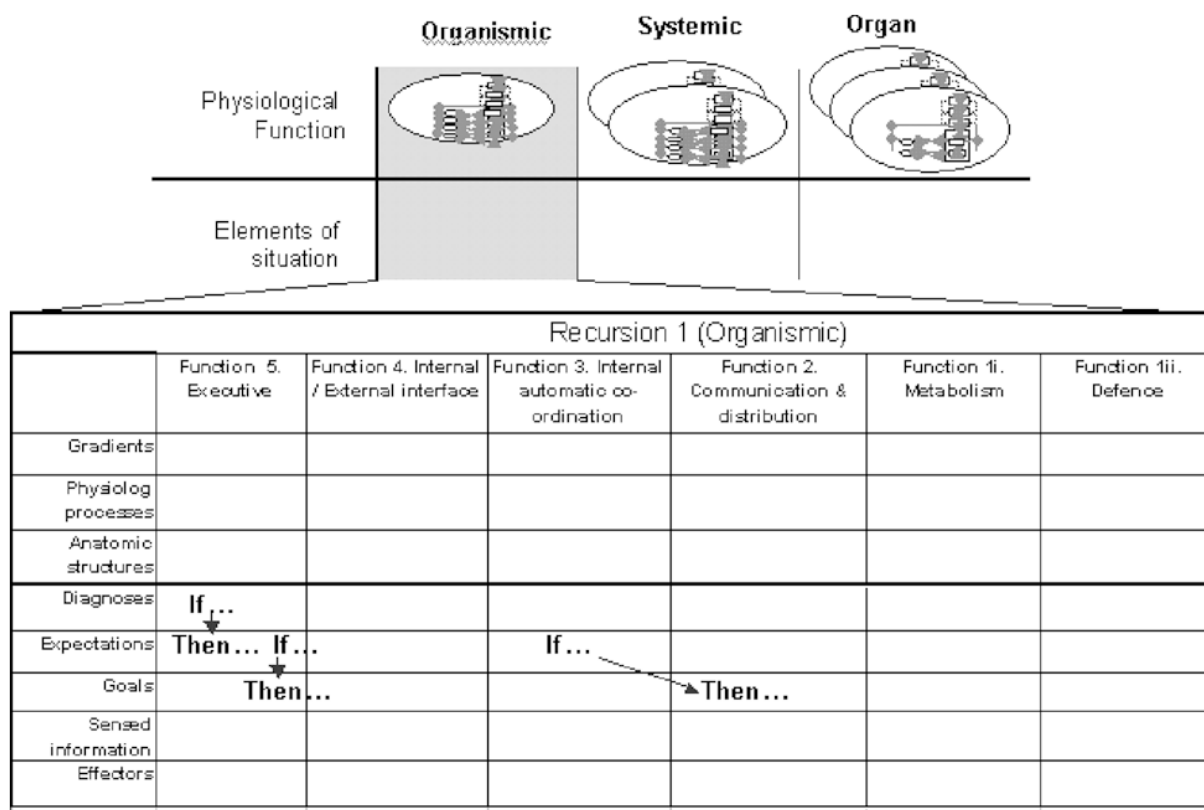 Organismic Systemic Organ
Physiological
Function
Elements of
situation
Recursion 1 (Organismic)
Function 5. Function 4. Internal Function 3. Internal Function 2. Function 1i. Function 1ii.
Executive / External interface automatic co- Communication & Metabolism Defence
ordination distribution
Gradients
Physiolog
processes
Anatomic
structures
Diagnoses If...
Expectations Then... If... If...
Goals Then... Then...
Sensed
information
Effectors